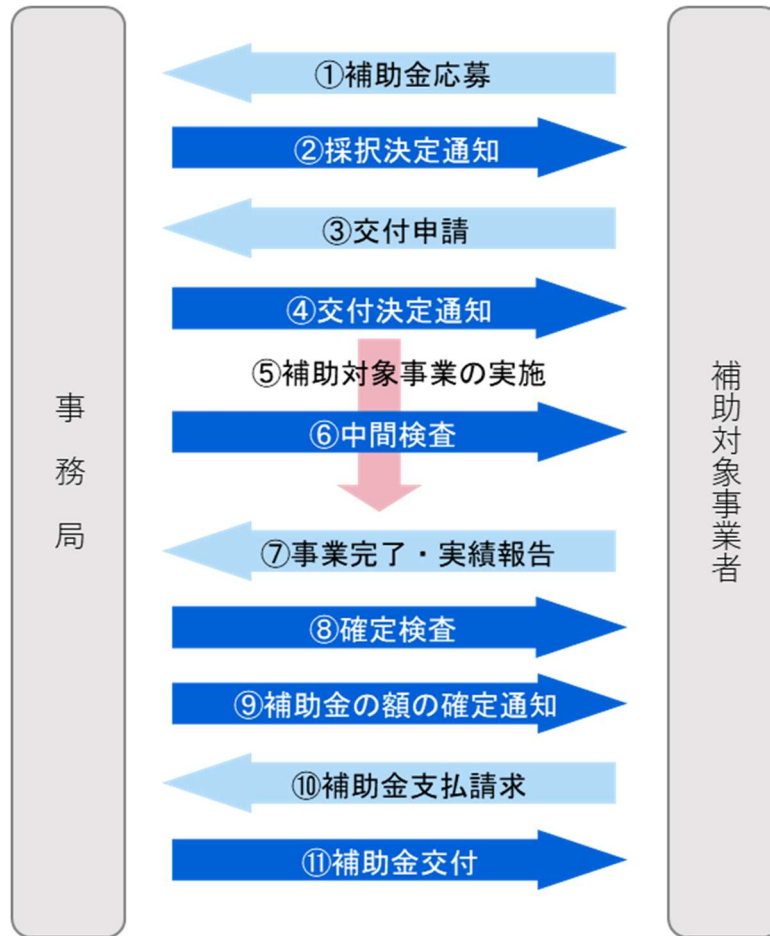 ①補助金応募
②採択決定通知
③交付申請
④交付決定通知
⑤補助対象事業の実施
⑥中間検査
⑦事業完了・実績報告
⑧確定検査
⑨補助金の額の確定通知
⑩補助金支払請求
⑪補助金交付
事務局
補助対象事業者